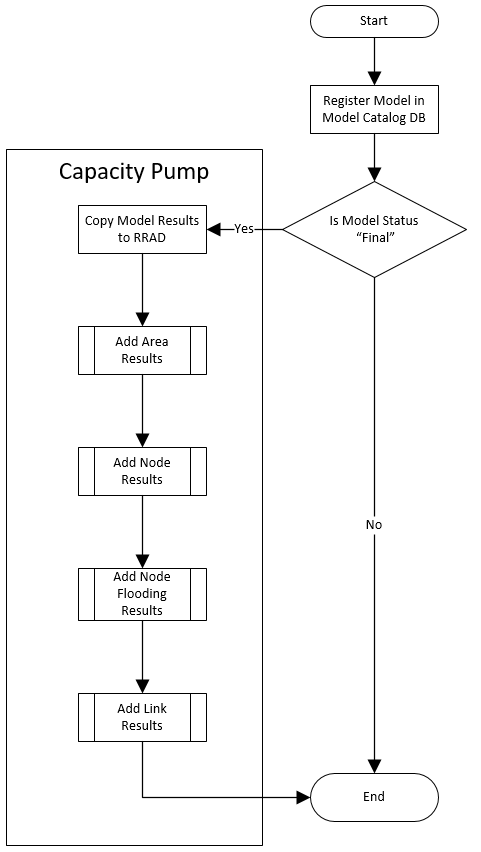 Start
Register Model in
Model Catalog DB
Is Model Status
“Final”
Yes
No
Capacity Pump
Copy Model Results
to RRAD
Add Area
Results
Add Node
Results
Add Node
Flooding
Results
Add Link
Results
End